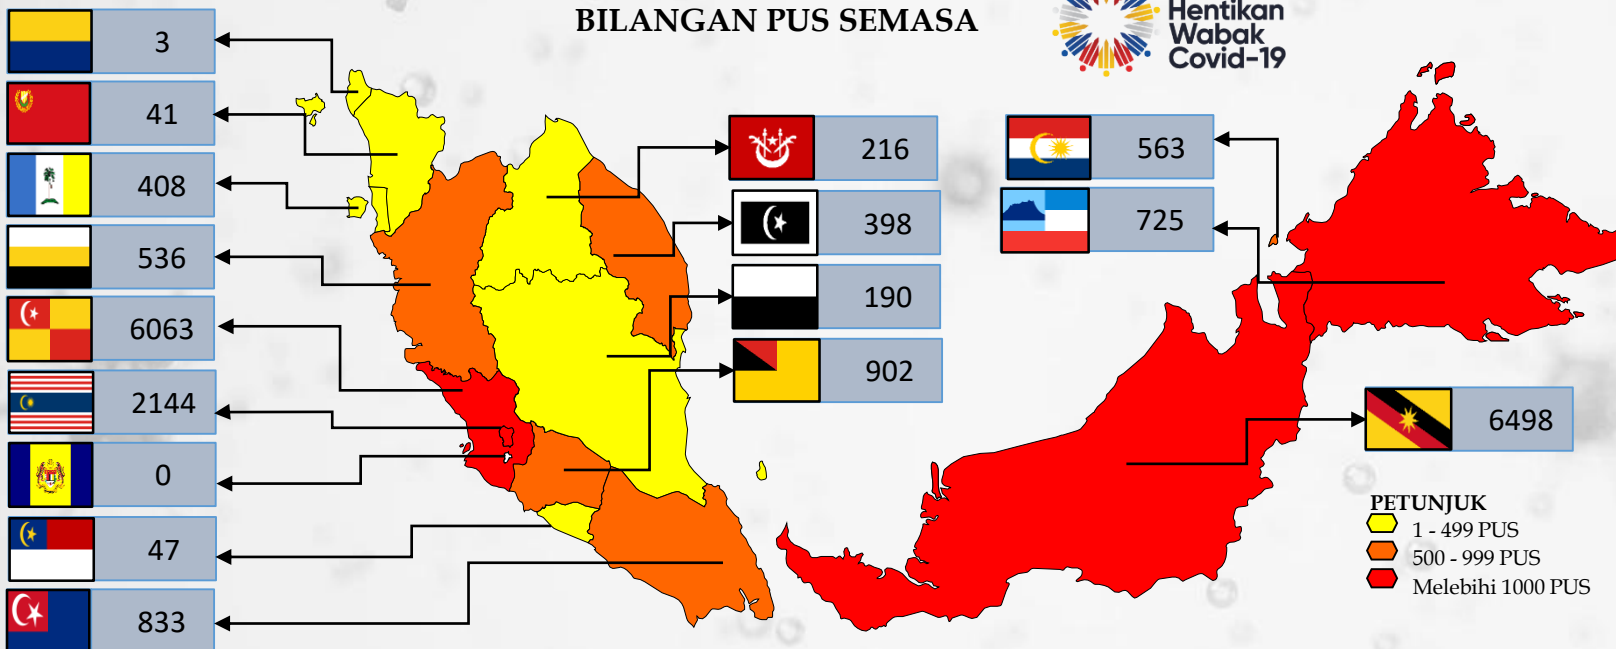 BILANGAN PUS SEMASA
Hentikan
Wabak
Covid-19
3
41
408
536
6063
2144
0
47
833
216
398
190
902
563
725
6498
PETUNJUK
1 - 499 PUS
500 - 999 PUS
Melebihi 1000 PUS